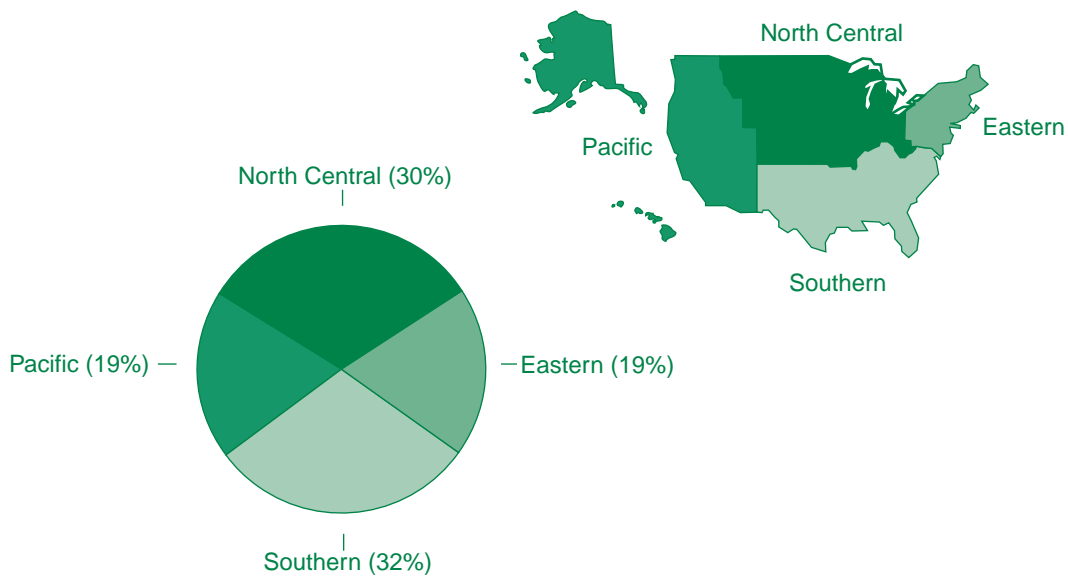 North Central
Eastern
Pacific
Southern
North Central (30%)
Pacific (19%)
Eastern (19%)
Southern (32%)